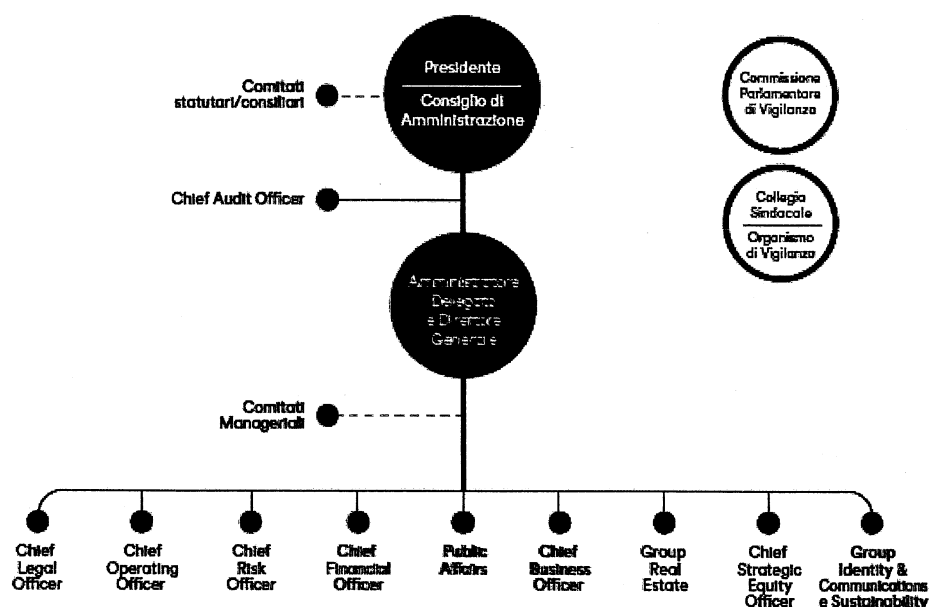 Presidente
Consiglio di
Amministrazione
Comitati
statutari/consiliari
Commissione
Parlamentare
di Vigilanza
Chief Audit Officer
Collegio
Sindacale
Organismo
di Vigilanza
Amministratore
Delegato
e Direttore
Generale
Comitati
Manageriali
Chief
Legal
Officer
Chief
Operating
Officer
Chief
Risk
Officer
Chief
Financial
Officer
Public
Affairs
Chief
Business
Officer
Group
Real
Estate
Chief
Strategic
Equity
Officer
Group
Identity &
Communications
e Sustainability